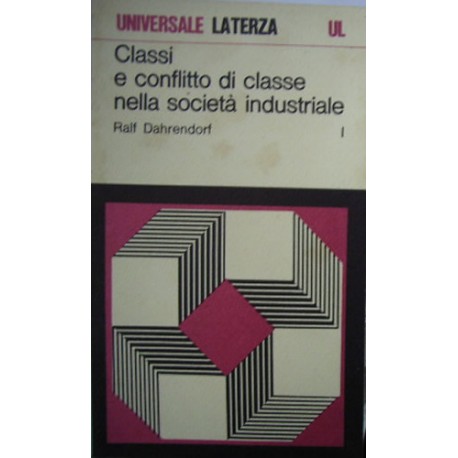 UNIVERSALE LATERZA UL
Classi
e conflitto di classe
nella società industriale
Ralf Dahrendorf I